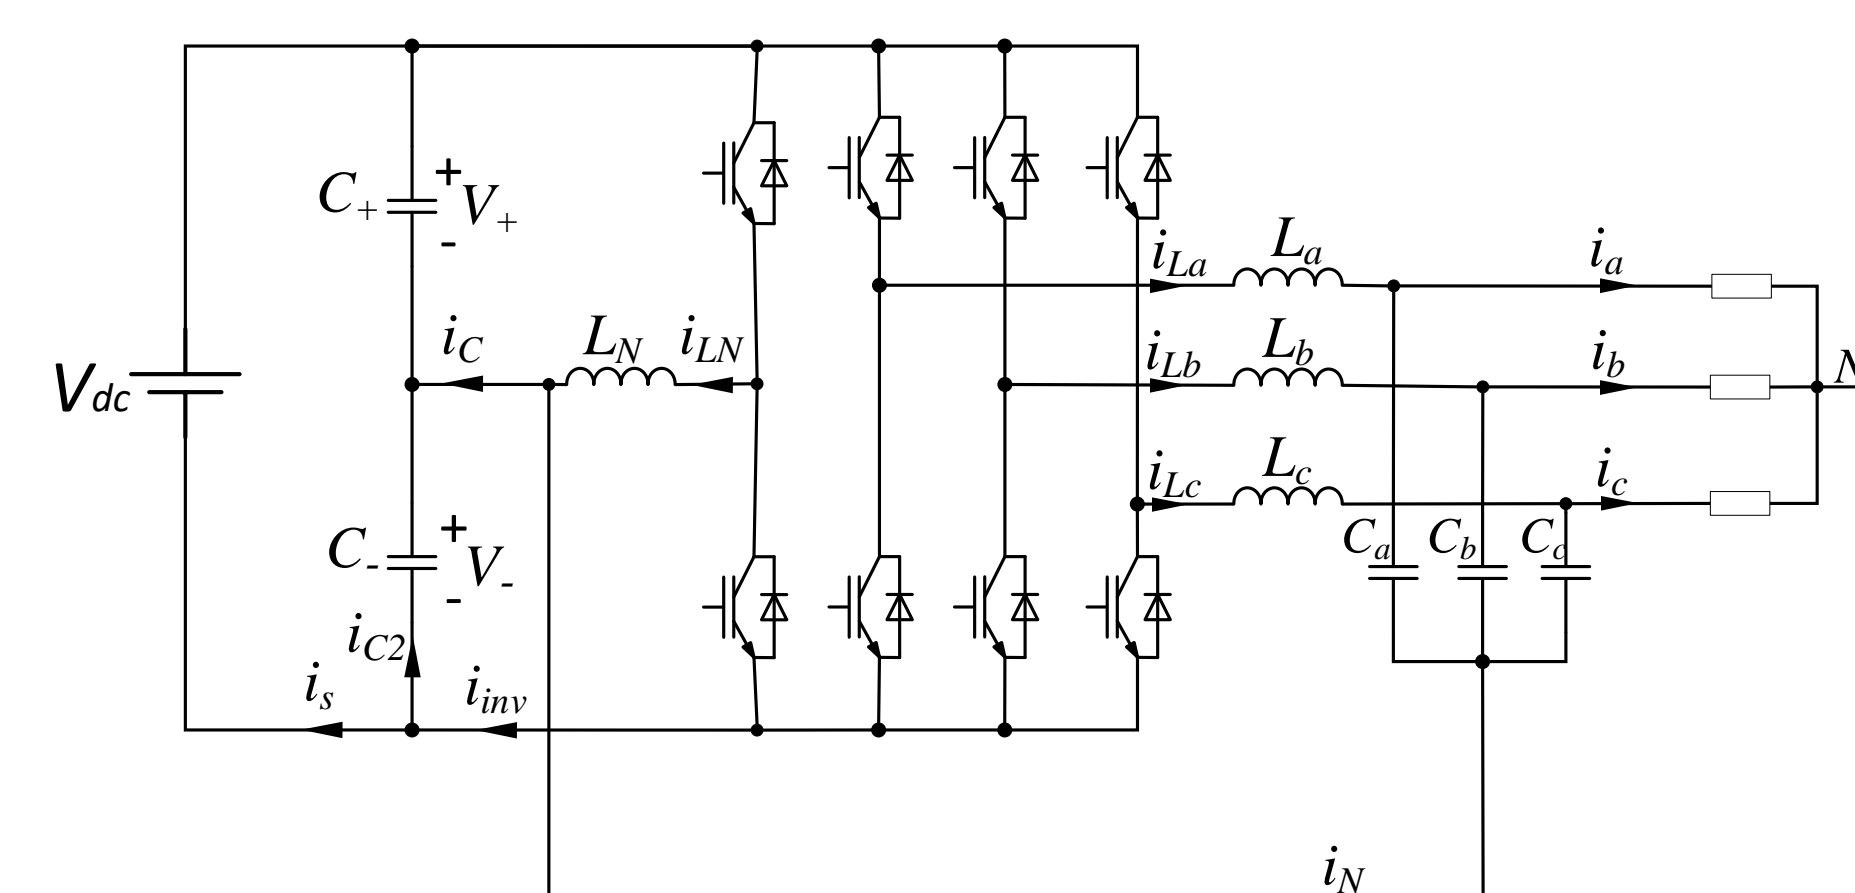 C+
+
V+
-
Vdc
iC
LN
iLN
iLa
La
ia
iLb
Lb
ib
N
iLc
Lc
ic
C-
+
V-
-
Ca
Cb
Cc
iC2
is
iinv
iN